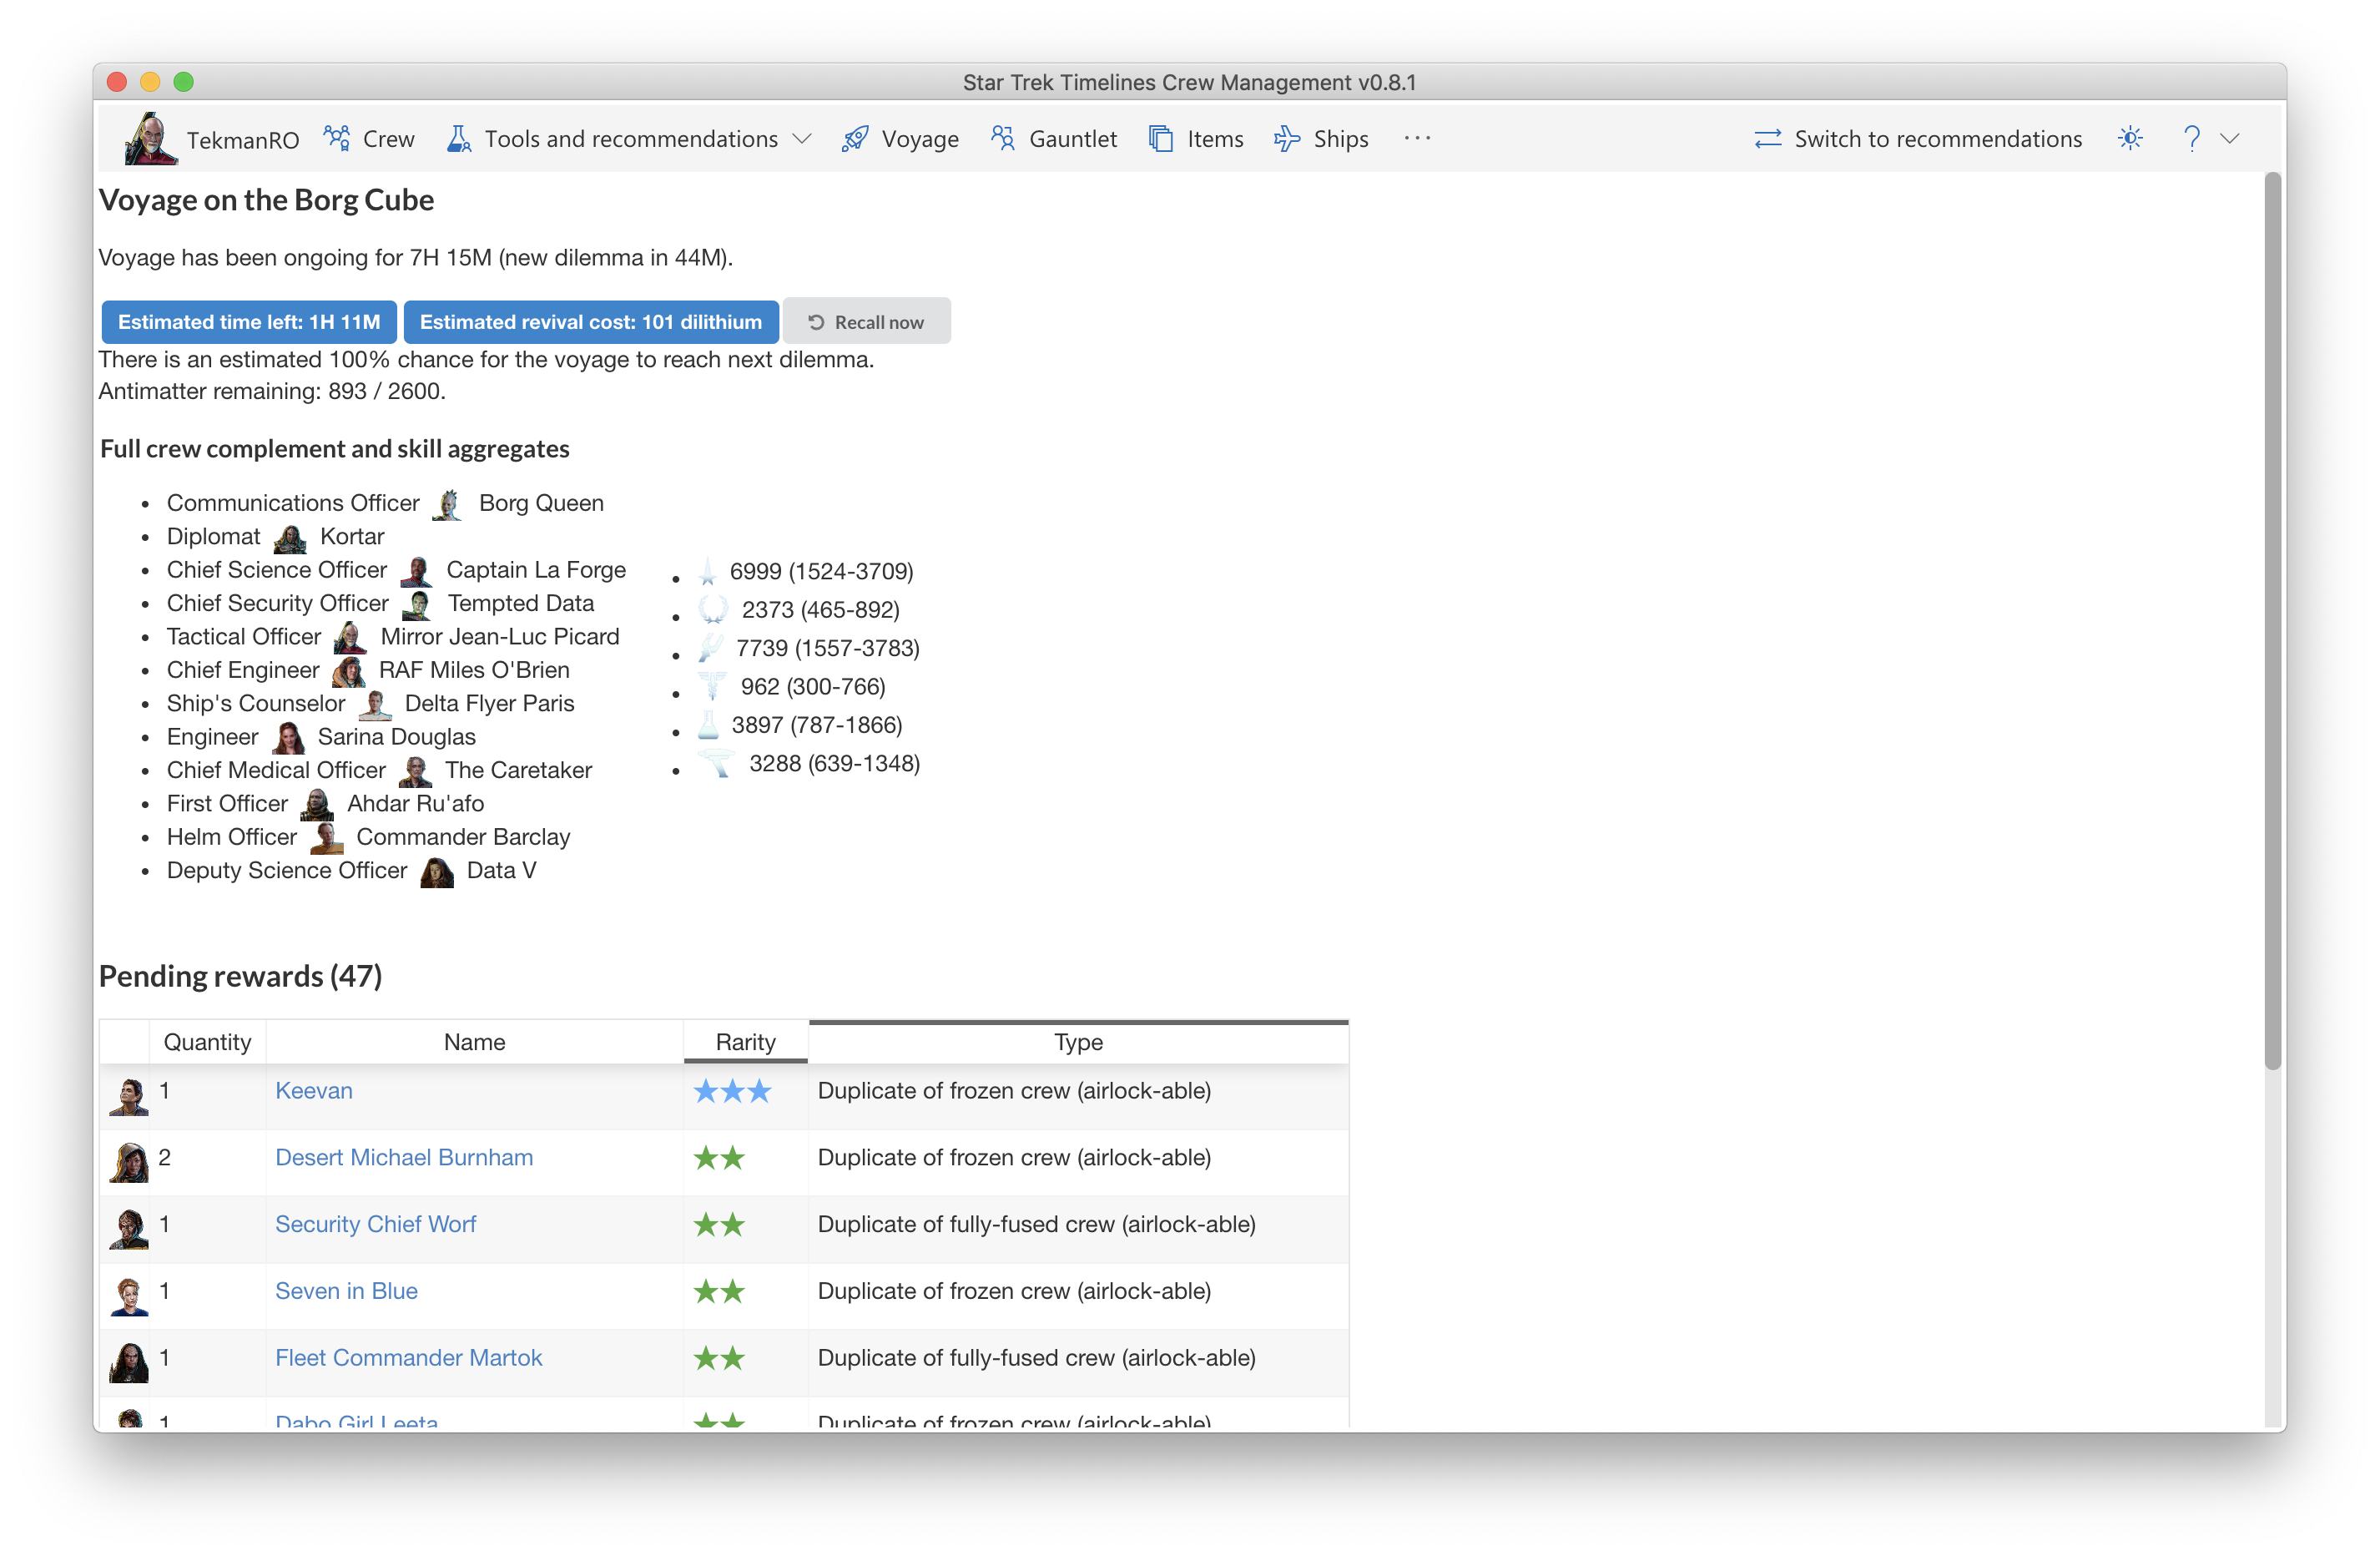 Star Trek Timelines Crew Management v0.8.1
TekmanRO Crew Tools and recommendations Voyage Gauntlet Items Ships ··· Switch to recommendations ?
Voyage on the Borg Cube
Voyage has been ongoing for 7H 15M (new dilemma in 44M).
Estimated time left: 1H 11M Estimated revival cost: 101 dilithium Recall now
There is an estimated 100% chance for the voyage to reach next dilemma.
Antimatter remaining: 893 / 2600.
Full crew complement and skill aggregates
• Communications Officer Borg Queen
• Diplomat Kortar
• Chief Science Officer Captain La Forge
• Chief Security Officer Tempted Data
• Tactical Officer Mirror Jean-Luc Picard
• Chief Engineer RAF Miles O'Brien
• Ship's Counselor Delta Flyer Paris
• Engineer Sarina Douglas
• Chief Medical Officer The Caretaker
• First Officer Ahdar Ru'afo
• Helm Officer Commander Barclay
• Deputy Science Officer Data V
• 6999 (1524-3709)
• 2373 (465-892)
• 7739 (1557-3783)
• 962 (300-766)
• 3897 (787-1866)
• 3288 (639-1348)
Pending rewards (47)
Quantity Name Rarity Type
1 Keevan ★★★ Duplicate of frozen crew (airlock-able)
2 Desert Michael Burnham ★★ Duplicate of frozen crew (airlock-able)
1 Security Chief Worf ★★ Duplicate of fully-fused crew (airlock-able)
1 Seven in Blue ★★ Duplicate of frozen crew (airlock-able)
1 Fleet Commander Martok ★★ Duplicate of fully-fused crew (airlock-able)
1 Dabo Girl Leeta ★★ Duplicate of frozen crew (airlock-able)